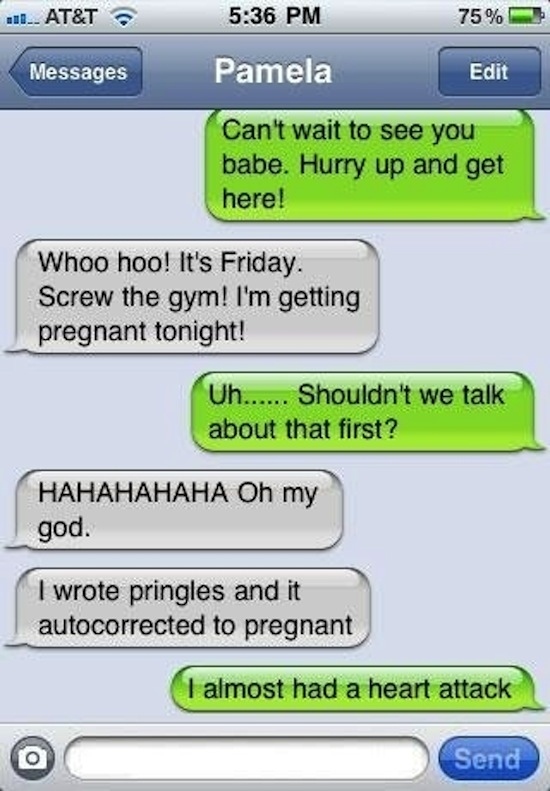 AT&T 5:36 PM 75%
Messages Pamela Edit
Can't wait to see you
babe. Hurry up and get
here!
Whoo hoo! It's Friday.
Screw the gym! I'm getting
pregnant tonight!
Uh...... Shouldn't we talk
about that first?
HAHAHAHAHA Oh my
god.
I wrote pringles and it
autocorrected to pregnant
I almost had a heart attack
Send